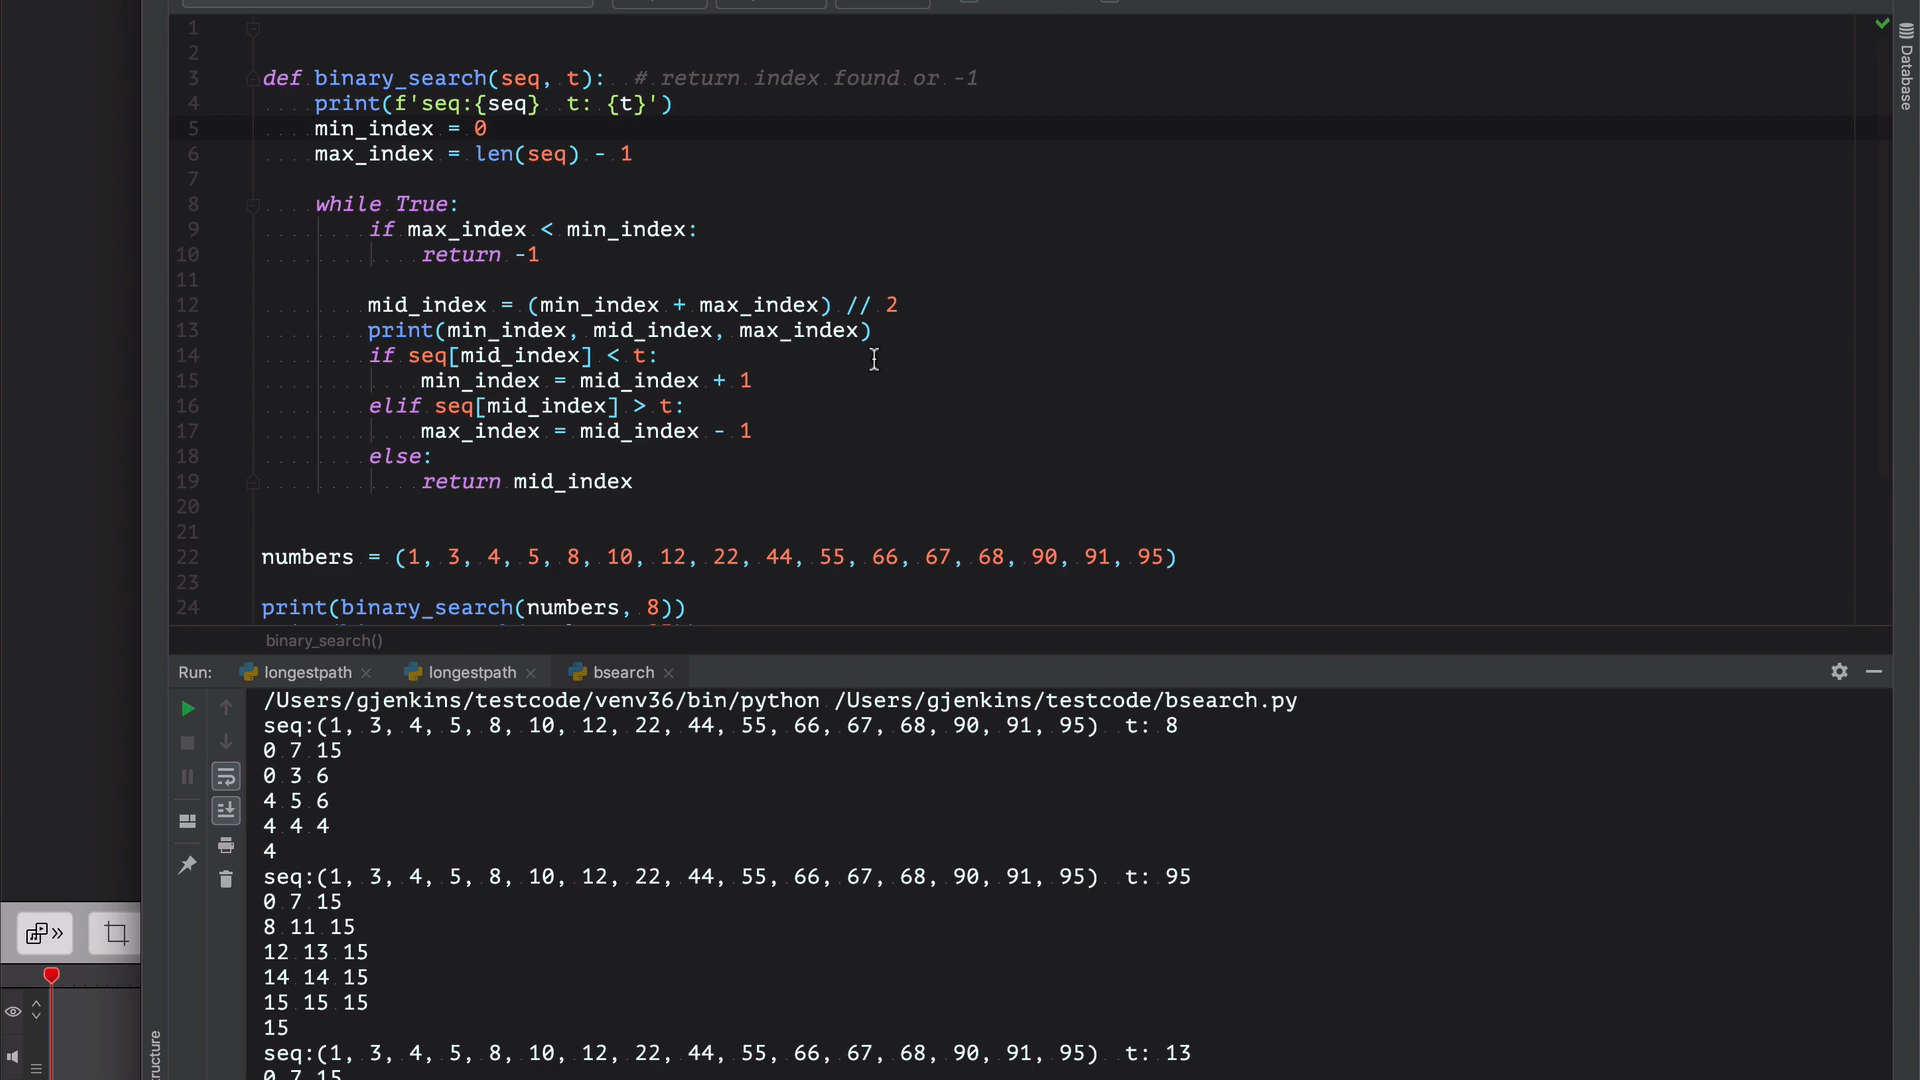 1
2
3 def binary_search(seq, t):  # return index found or -1
4     print(f'seq:{seq}  t: {t}')
5     min_index = 0
6     max_index = len(seq) - 1
7
8     while True:
9         if max_index < min_index:
10             return -1
11
12         mid_index = (min_index + max_index) // 2
13         print(min_index, mid_index, max_index)
14         if seq[mid_index] < t:
15             min_index = mid_index + 1
16         elif seq[mid_index] > t:
17             max_index = mid_index - 1
18         else:
19             return mid_index
20
21
22 numbers = (1, 3, 4, 5, 8, 10, 12, 22, 44, 55, 66, 67, 68, 90, 91, 95)
23
24 print(binary_search(numbers, 8))
binary_search()
Database
Run: longestpath × longestpath × bsearch ×
/Users/gjenkins/testcode/venv36/bin/python /Users/gjenkins/testcode/bsearch.py
seq:(1, 3, 4, 5, 8, 10, 12, 22, 44, 55, 66, 67, 68, 90, 91, 95)  t: 8
0 7 15
0 3 6
4 5 6
4 4 4
4
seq:(1, 3, 4, 5, 8, 10, 12, 22, 44, 55, 66, 67, 68, 90, 91, 95)  t: 95
0 7 15
8 11 15
12 13 15
14 14 15
15 15 15
15
seq:(1, 3, 4, 5, 8, 10, 12, 22, 44, 55, 66, 67, 68, 90, 91, 95)  t: 13
0 7 15
ructure